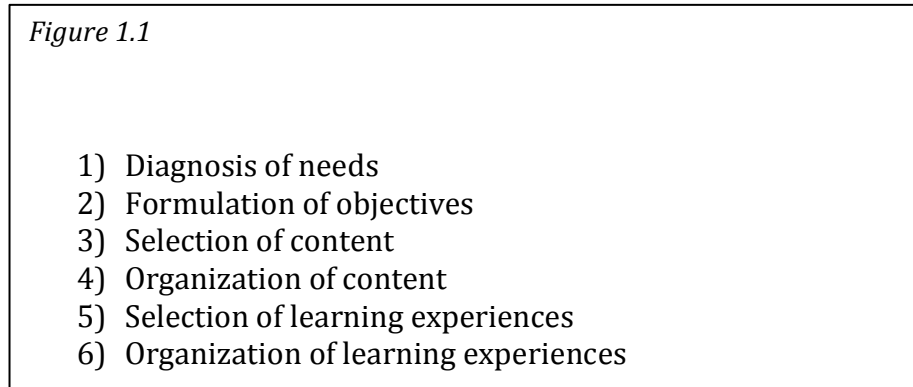 Figure 1.1
1) Diagnosis of needs
2) Formulation of objectives
3) Selection of content
4) Organization of content
5) Selection of learning experiences
6) Organization of learning experiences